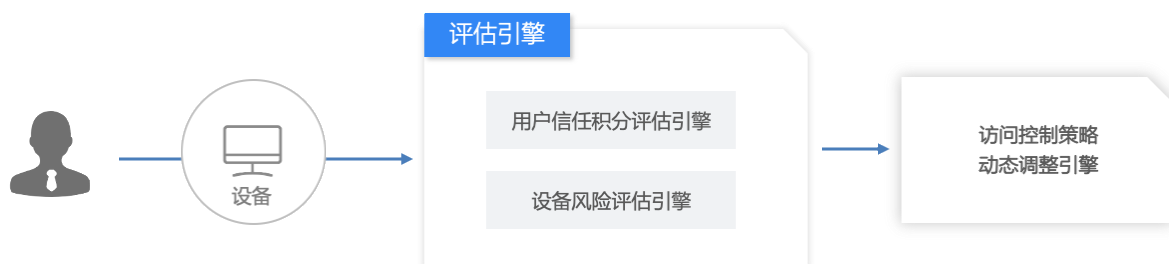 评估引擎
用户信任积分评估引擎
设备
设备风险评估引擎
访问控制策略
动态调整引擎